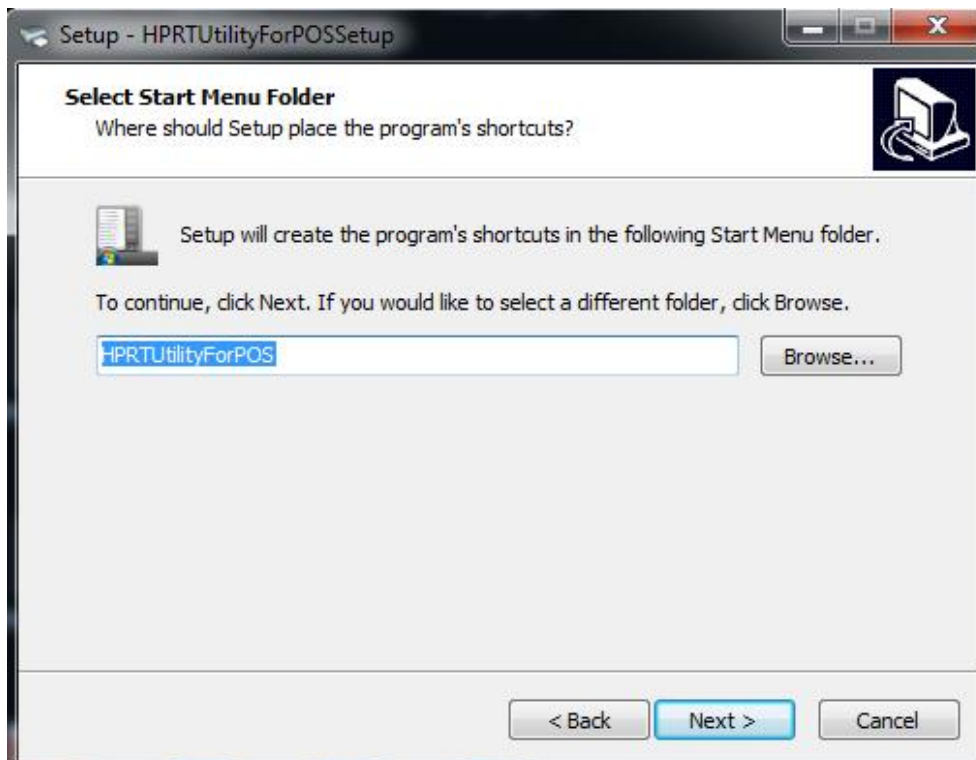 Setup - HPRTUtilityForPOSSetup
Select Start Menu Folder
Where should Setup place the program's shortcuts?
Setup will create the program's shortcuts in the following Start Menu folder.
To continue, click Next. If you would like to select a different folder, click Browse.
HPRTUtilityForPOS
Browse...
< Back
Next >
Cancel